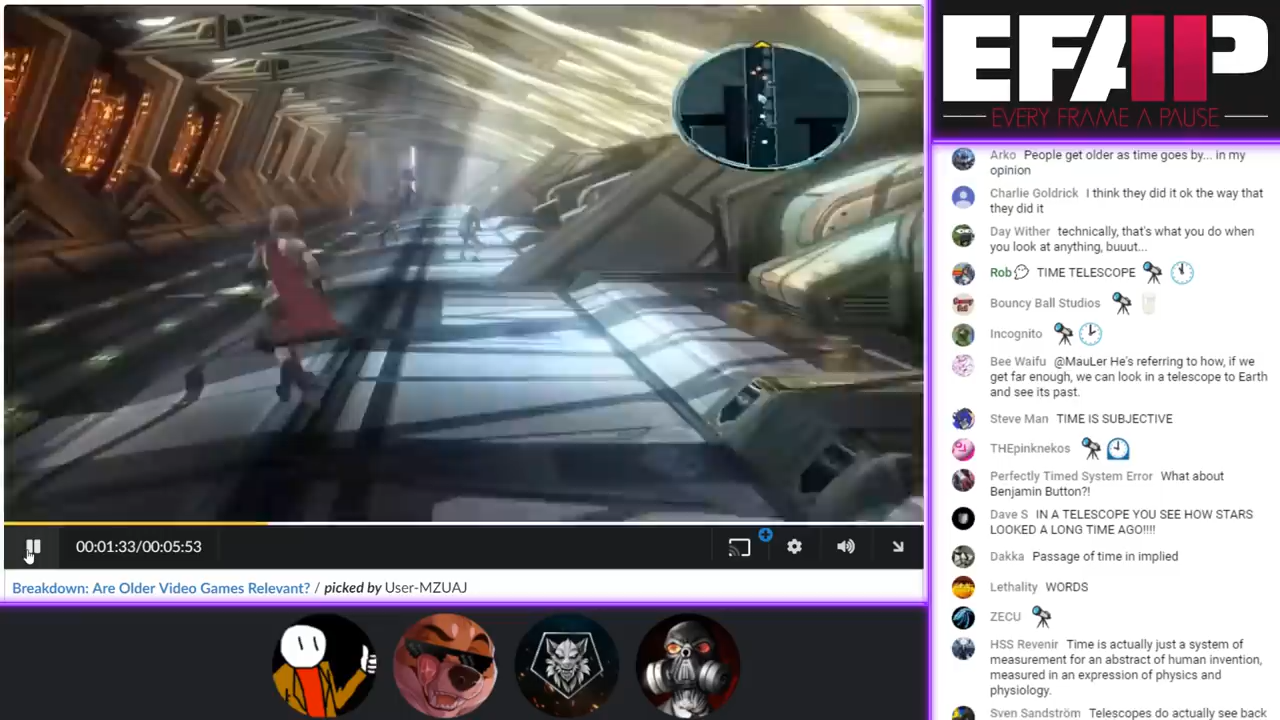 EFAP
EVERY FRAME A PAUSE
Arko People get older as time goes by... in my
opinion
Charlie Goldrick I think they did it ok the way that
they did it
Day Wither technically, that's what you do when
you look at anything, buuut...
Rob TIME TELESCOPE
Bouncy Ball Studios
Incognito
Bee Waifu @MauLer He's referring to how, if we
get far enough, we can look in a telescope to Earth
and see its past.
Steve Man TIME IS SUBJECTIVE
THEpinknekos
Perfectly Timed System Error What about
Benjamin Button?!
Dave S IN A TELESCOPE YOU SEE HOW STARS
LOOKED A LONG TIME AGO!!!!
Dakka Passage of time in implied
Lethality WORDS
ZECU
HSS Revenir Time is actually just a system of
measurement for an abstract of human invention,
measured in an expression of physics and
physiology.
Sven Sandström Telescopes do actually see back
00:01:33/00:05:53
Breakdown: Are Older Video Games Relevant? / picked by User-MZUAJ